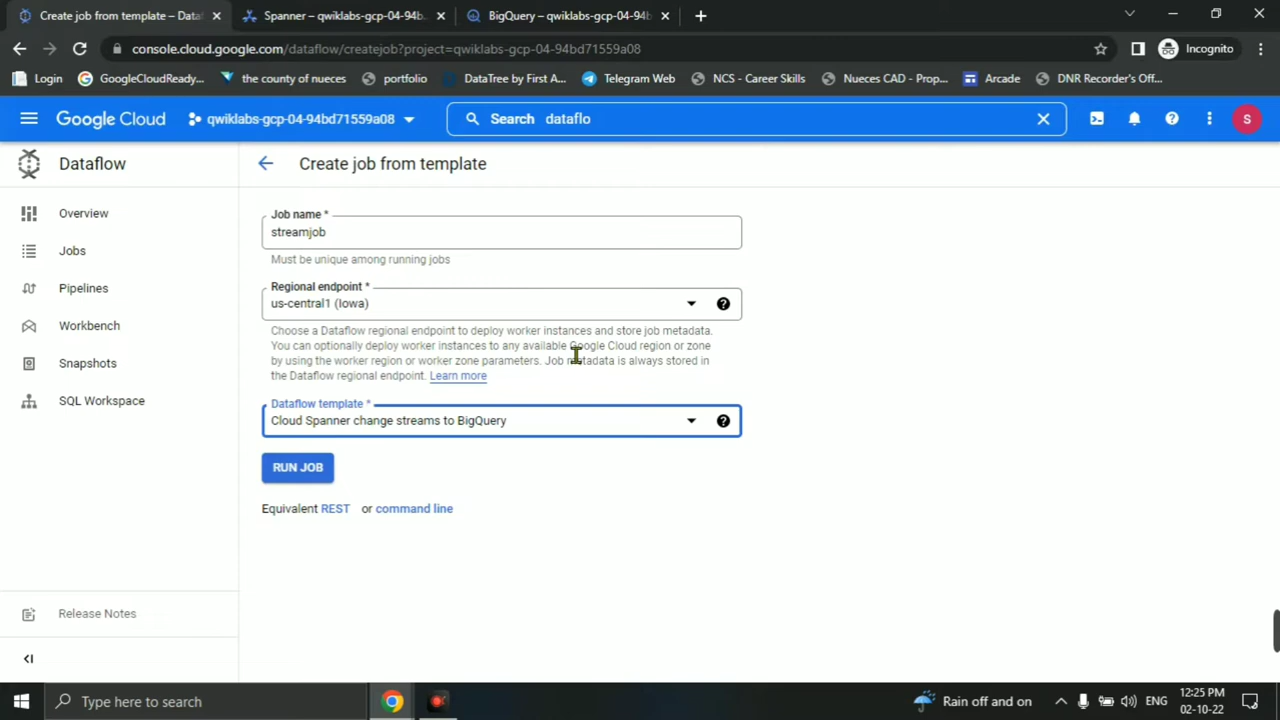 Create job from template – Data
Spanner – qwiklabs-gcp-04-94b
BigQuery – qwiklabs-gcp-04-94bd
console.cloud.google.com/dataflow/createjob?project=qwiklabs-gcp-04-94bd71559a08
Incognito
Login
GoogleCloudReady...
the county of nueces
portfolio
DataTree by First A...
Telegram Web
NCS - Career Skills
Nueces CAD - Prop...
Arcade
DNR Recorder's Off...
Google Cloud
qwiklabs-gcp-04-94bd71559a08
Search dataflo
S
Dataflow
Create job from template
Overview
Jobs
Pipelines
Workbench
Snapshots
SQL Workspace
Release Notes
Job name *
streamjob
Must be unique among running jobs
Regional endpoint *
us-central1 (Iowa)
Choose a Dataflow regional endpoint to deploy worker instances and store job metadata.
You can optionally deploy worker instances to any available Google Cloud region or zone
by using the worker region or worker zone parameters. Job metadata is always stored in
the Dataflow regional endpoint. Learn more
Dataflow template *
Cloud Spanner change streams to BigQuery
RUN JOB
Equivalent REST or command line
Type here to search
Rain off and on
ENG
12:25 PM
02-10-22